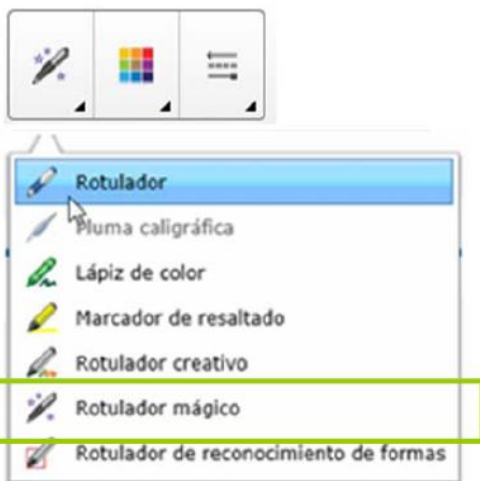 Rotulador
Pluma caligráfica
Lápiz de color
Marcador de resaltado
Rotulador creativo
Rotulador mágico
Rotulador de reconocimiento de formas